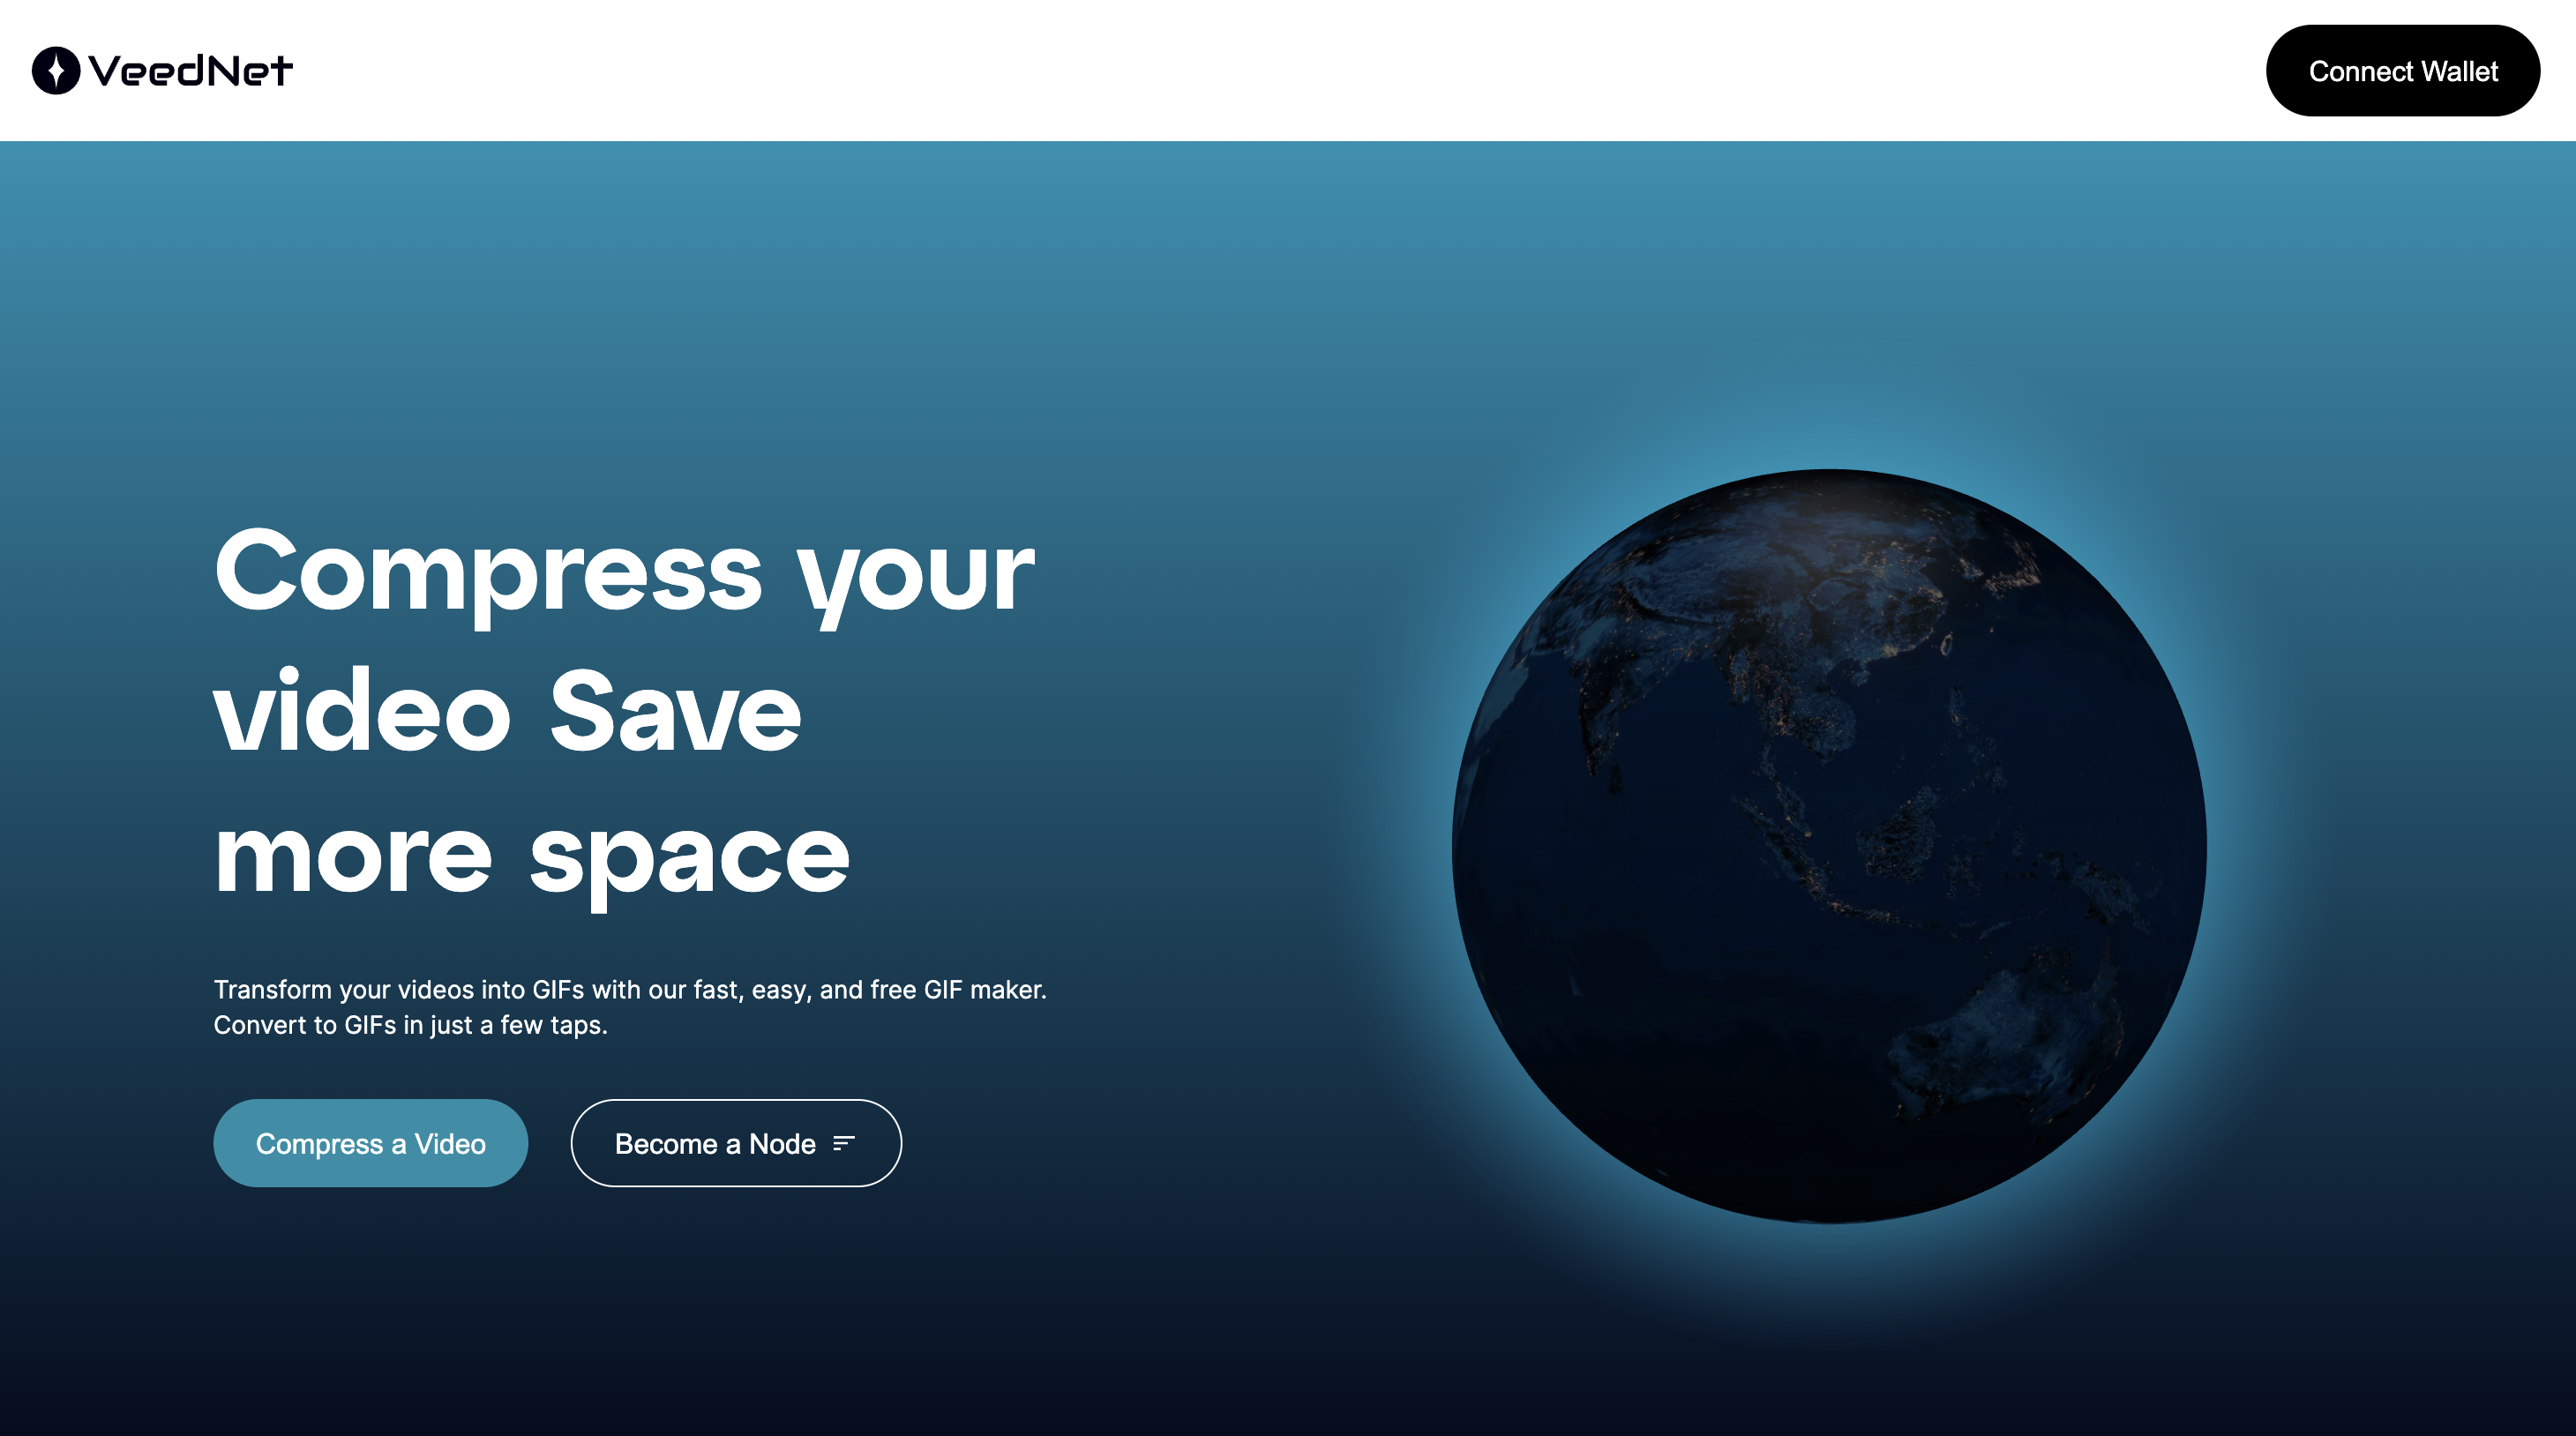 VeedNet
Connect Wallet
Compress your
video Save
more space
Transform your videos into GIFs with our fast, easy, and free GIF maker.
Convert to GIFs in just a few taps.
Compress a Video
Become a Node